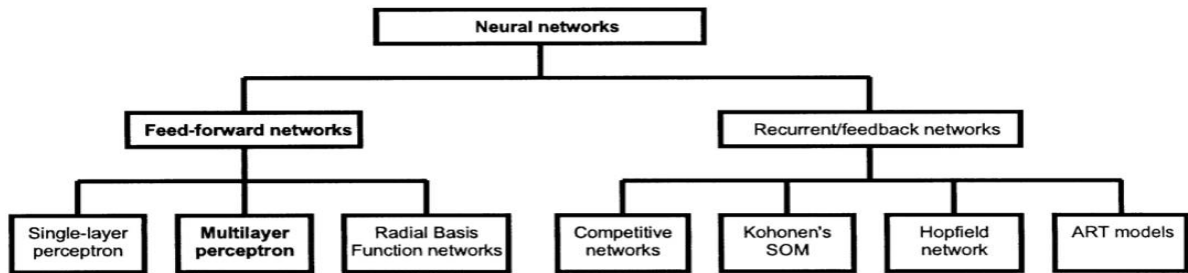 Neural networks
Feed-forward networks
Recurrent/feedback networks
Single-layer
perceptron
Multilayer
perceptron
Radial Basis
Function networks
Competitive
networks
Kohonen's
SOM
Hopfield
network
ART models